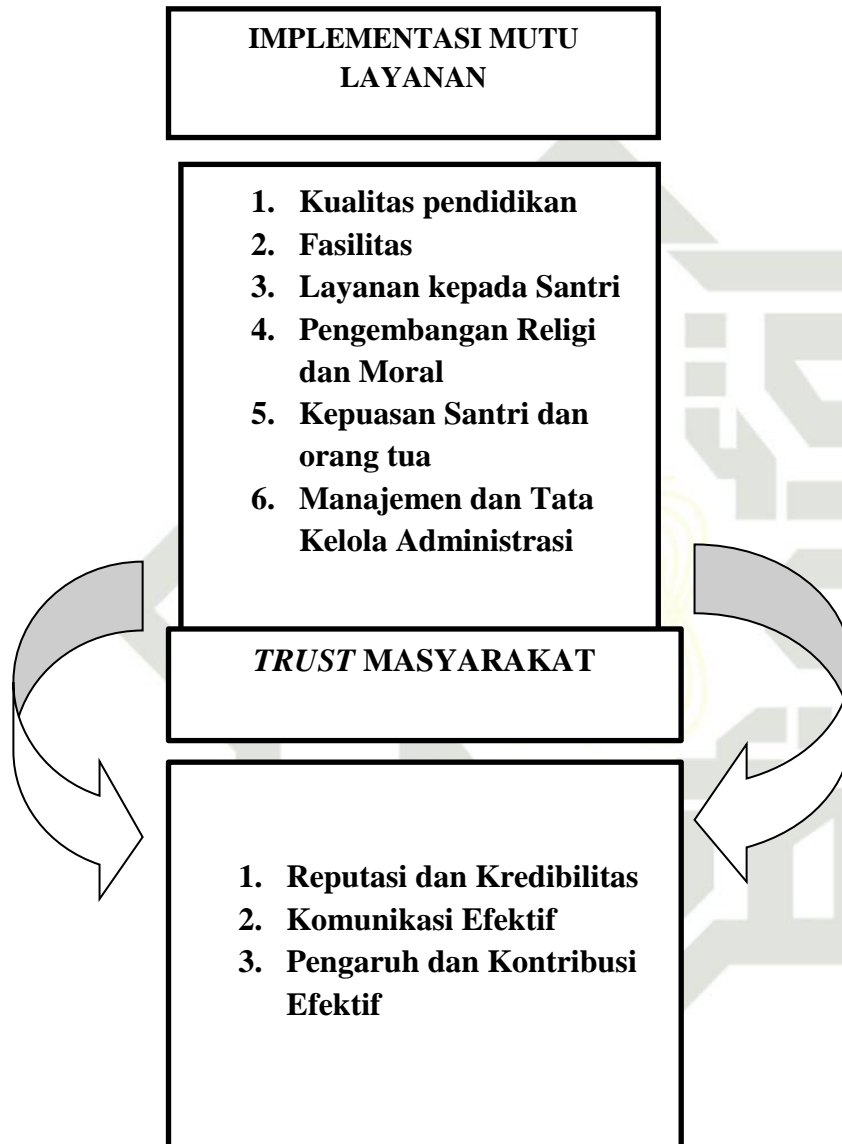 IMPLEMENTASI MUTU
LAYANAN
1. Kualitas pendidikan
2. Fasilitas
3. Layanan kepada Santri
4. Pengembangan Religi
dan Moral
5. Kepuasan Santri dan
orang tua
6. Manajemen dan Tata
Kelola Administrasi
TRUST MASYARAKAT
1. Reputasi dan Kredibilitas
2. Komunikasi Efektif
3. Pengaruh dan Kontribusi
Efektif